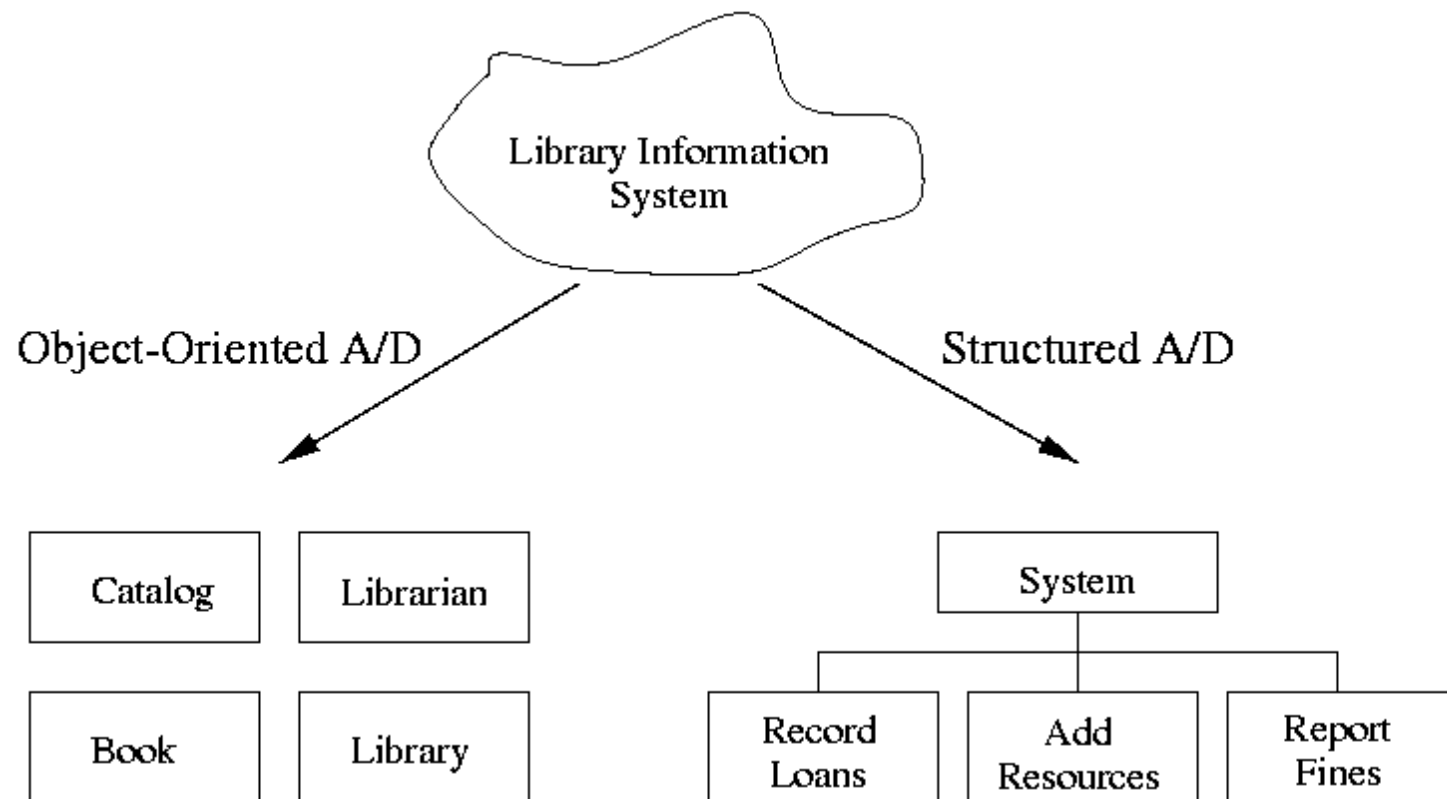 Library Information
System
Object-Oriented A/D
Structured A/D
Catalog
Librarian
System
Book
Library
Record
Loans
Add
Resources
Report
Fines